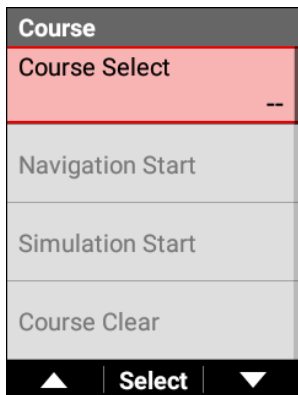 Course
Course Select
--
Navigation Start
Simulation Start
Course Clear
Select